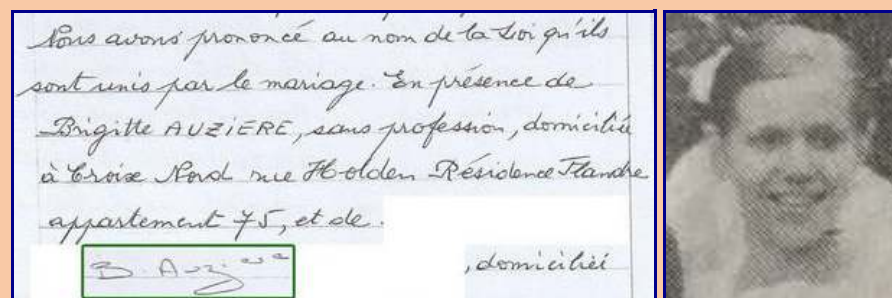 Nous avons prononcé au nom de la Loi qu'ils
sont unis par le mariage. En présence de
Brigitte AUZIERE, sans profession, domiciliée
à Croix Nord rue Holden Résidence Flandre
appartement 75, et de
B. Auzière
, domicilié